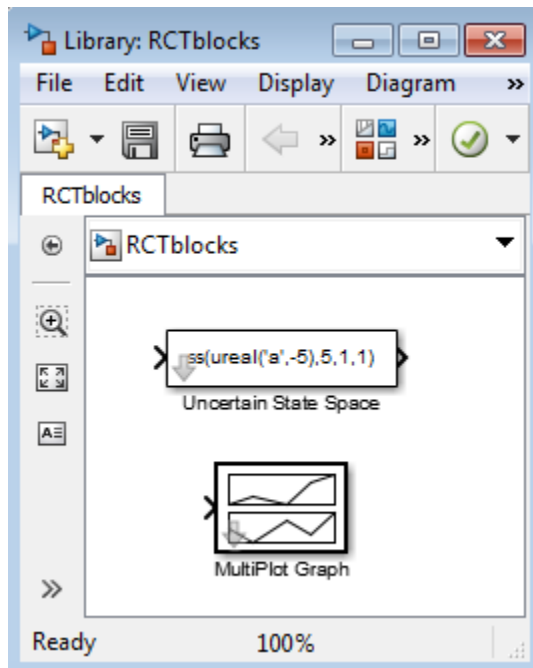 Library: RCTblocks
File Edit View Display Diagram »
» »
RCTblocks
RCTblocks
ss(ureal('a',-5),5,1,1)
Uncertain State Space
A
MultiPlot Graph
»
Ready 100%